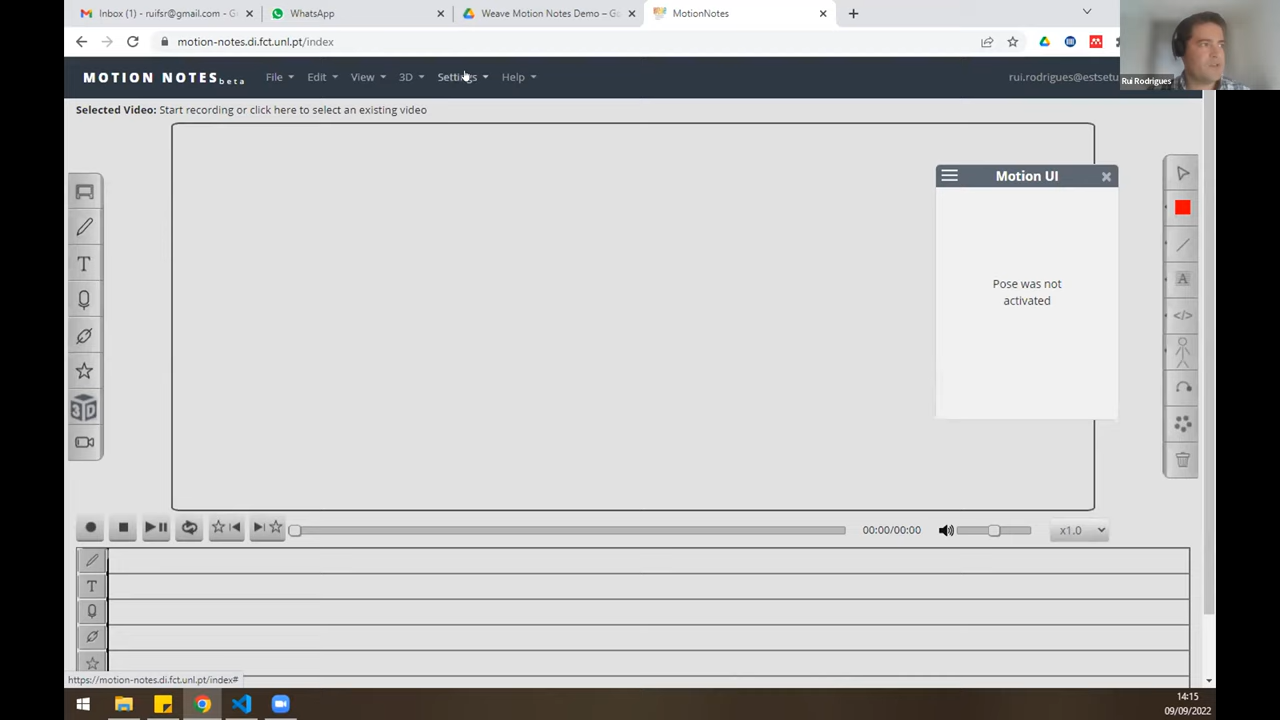 Inbox (1) - ruifsr@gmail.com - G
WhatsApp
Weave Motion Notes Demo – Go
MotionNotes
motion-notes.di.fct.unl.pt/index
MOTION NOTES beta
File
Edit
View
3D
Settings
Help
rui.rodrigues@estsetu
Rui Rodrigues
Selected Video: Start recording or click here to select an existing video
Motion UI
Pose was not
activated
T
3D
A
</>
00:00/00:00
x1.0
T
https://motion-notes.di.fct.unl.pt/index#
14:15
09/09/2022